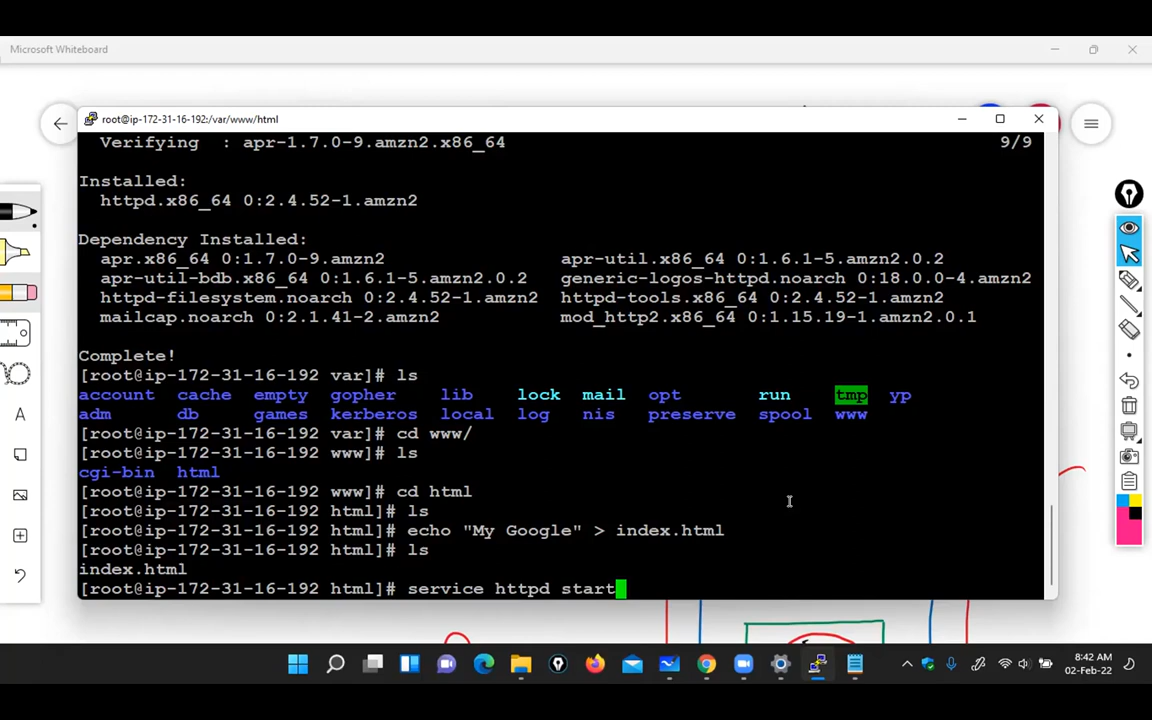 Microsoft Whiteboard
root@ip-172-31-16-192:/var/www/html
Verifying  : apr-1.7.0-9.amzn2.x86_64 9/9
Installed:
httpd.x86_64 0:2.4.52-1.amzn2
Dependency Installed:
apr.x86_64 0:1.7.0-9.amzn2 apr-util.x86_64 0:1.6.1-5.amzn2.0.2
apr-util-bdb.x86_64 0:1.6.1-5.amzn2.0.2 generic-logos-httpd.noarch 0:18.0.0-4.amzn2
httpd-filesystem.noarch 0:2.4.52-1.amzn2 httpd-tools.x86_64 0:2.4.52-1.amzn2
mailcap.noarch 0:2.1.41-2.amzn2 mod_http2.x86_64 0:1.15.19-1.amzn2.0.1
Complete!
[root@ip-172-31-16-192 var]# ls
account cache empty gopher lib lock mail opt run tmp yp
adm db games kerberos local log nis preserve spool www
[root@ip-172-31-16-192 var]# cd www/
[root@ip-172-31-16-192 www]# ls
cgi-bin html
[root@ip-172-31-16-192 www]# cd html
[root@ip-172-31-16-192 html]# ls
[root@ip-172-31-16-192 html]# echo "My Google" > index.html
[root@ip-172-31-16-192 html]# ls
index.html
[root@ip-172-31-16-192 html]# service httpd start
A
8:42 AM
02-Feb-22